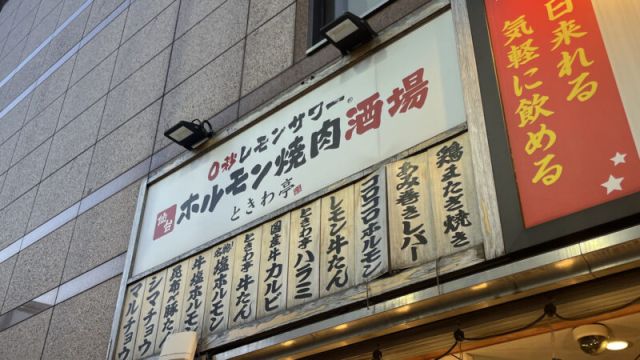 0秒レモンサワー®
仙台
ホルモン焼肉酒場
ときわ亭
鶏またぎ焼き
あみ巻きレバー
コロコロホルモン
レモン牛たん
ときわ亭ハラミ
国産牛カルビ
ときわ亭牛たん
名物!塩ホルモン
牛塩ホルモン
昆布〆豚たん
シマチョウ
マルチョウ
日来れる
気軽に飲める